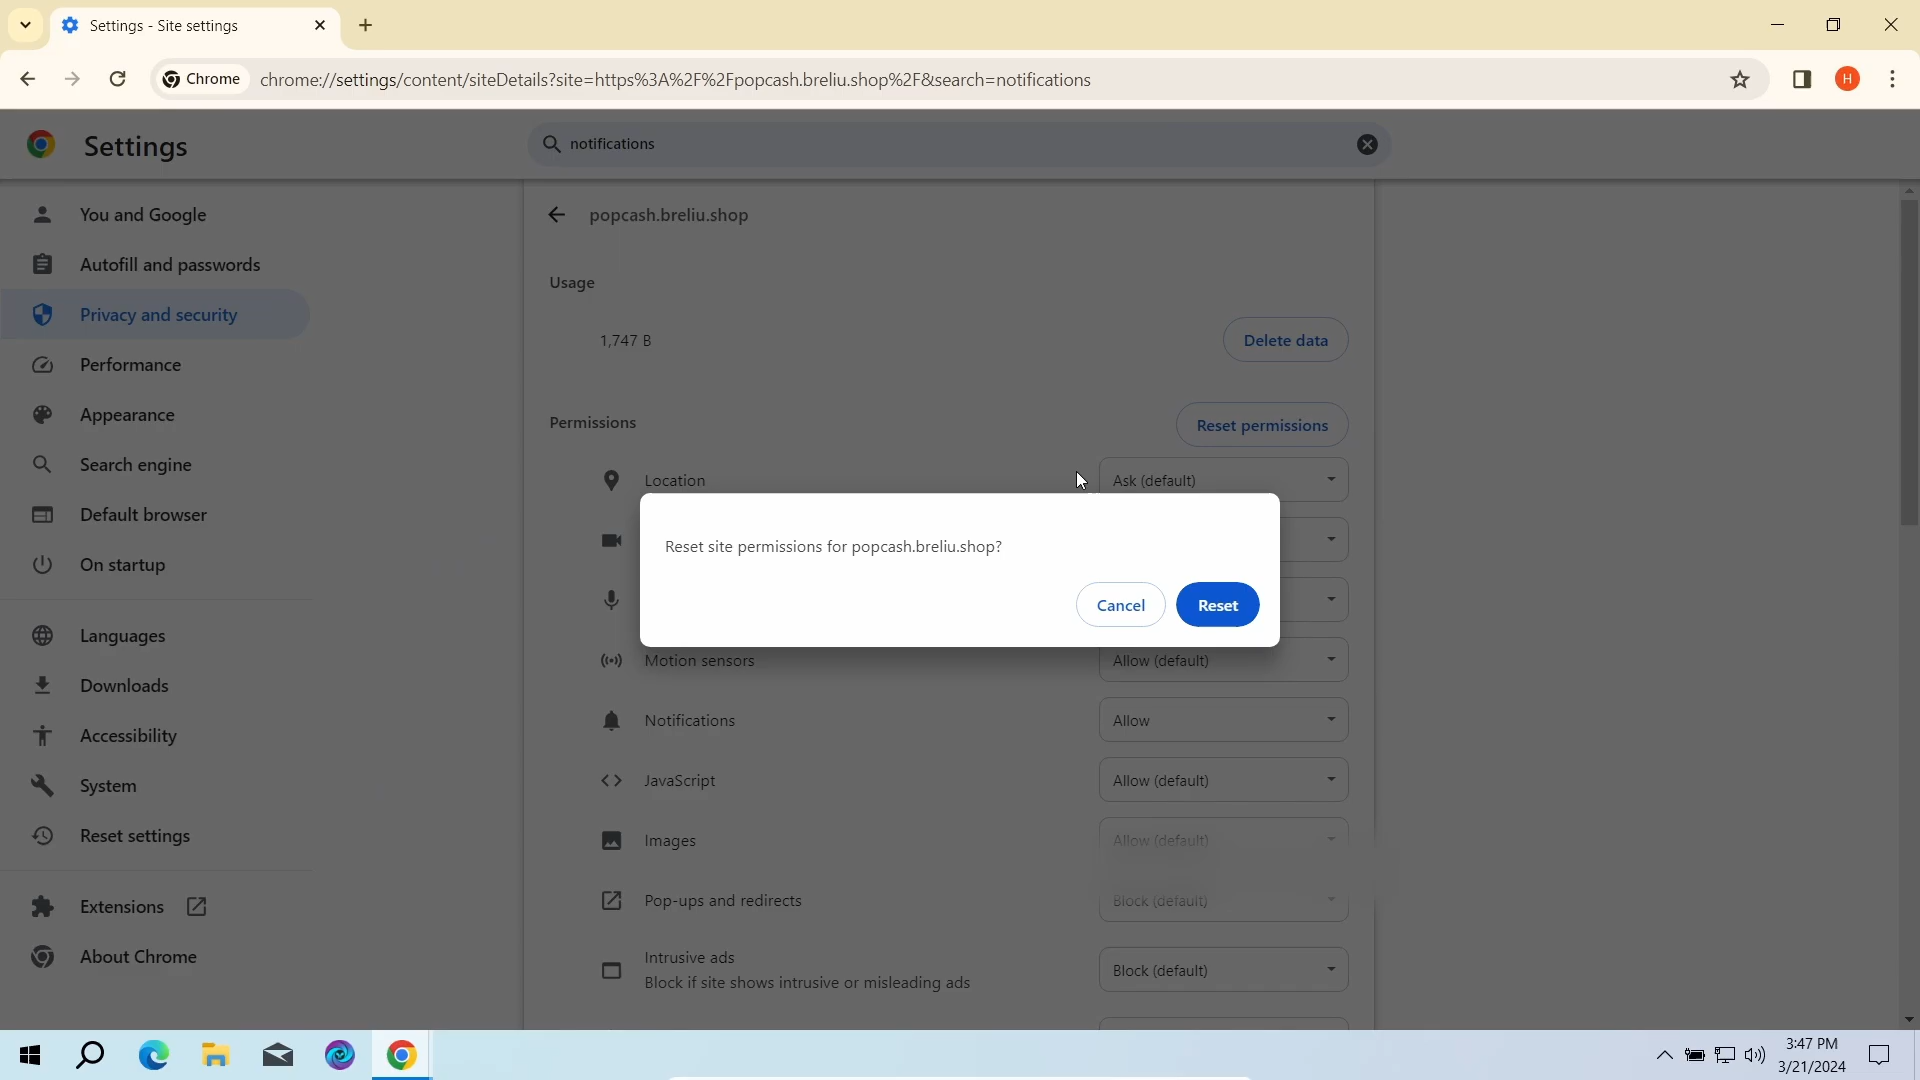 Settings - Site settings
Chrome
chrome://settings/content/siteDetails?site=https%3A%2F%2Fpopcash.breliu.shop%2F&search=notifications
H
Settings
notifications
You and Google
Autofill and passwords
Privacy and security
Performance
Appearance
Search engine
Default browser
On startup
Languages
Downloads
Accessibility
System
Reset settings
Extensions
About Chrome
popcash.breliu.shop
Usage
1,747 B
Delete data
Permissions
Reset permissions
Location
Ask (default)
Reset site permissions for popcash.breliu.shop?
Cancel
Reset
Motion sensors
Allow (default)
Notifications
Allow
JavaScript
Allow (default)
Images
Allow (default)
Pop-ups and redirects
Block (default)
Intrusive ads
Block if site shows intrusive or misleading ads
Block (default)
3:47 PM
3/21/2024